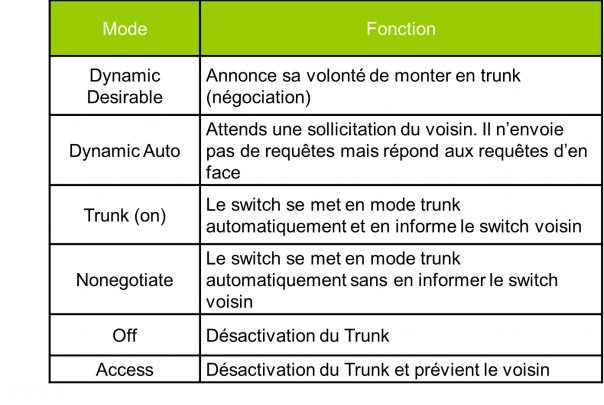 Mode Fonction
Dynamic
Desirable
Annonce sa volonté de monter en trunk
(négociation)
Dynamic Auto
Attends une sollicitation du voisin. Il n’envoie
pas de requêtes mais répond aux requêtes d’en
face
Trunk (on)
Le switch se met en mode trunk
automatiquement et en informe le switch voisin
Nonegotiate
Le switch se met en mode trunk
automatiquement sans en informer le switch
voisin
Off
Désactivation du Trunk
Access
Désactivation du Trunk et prévient le voisin